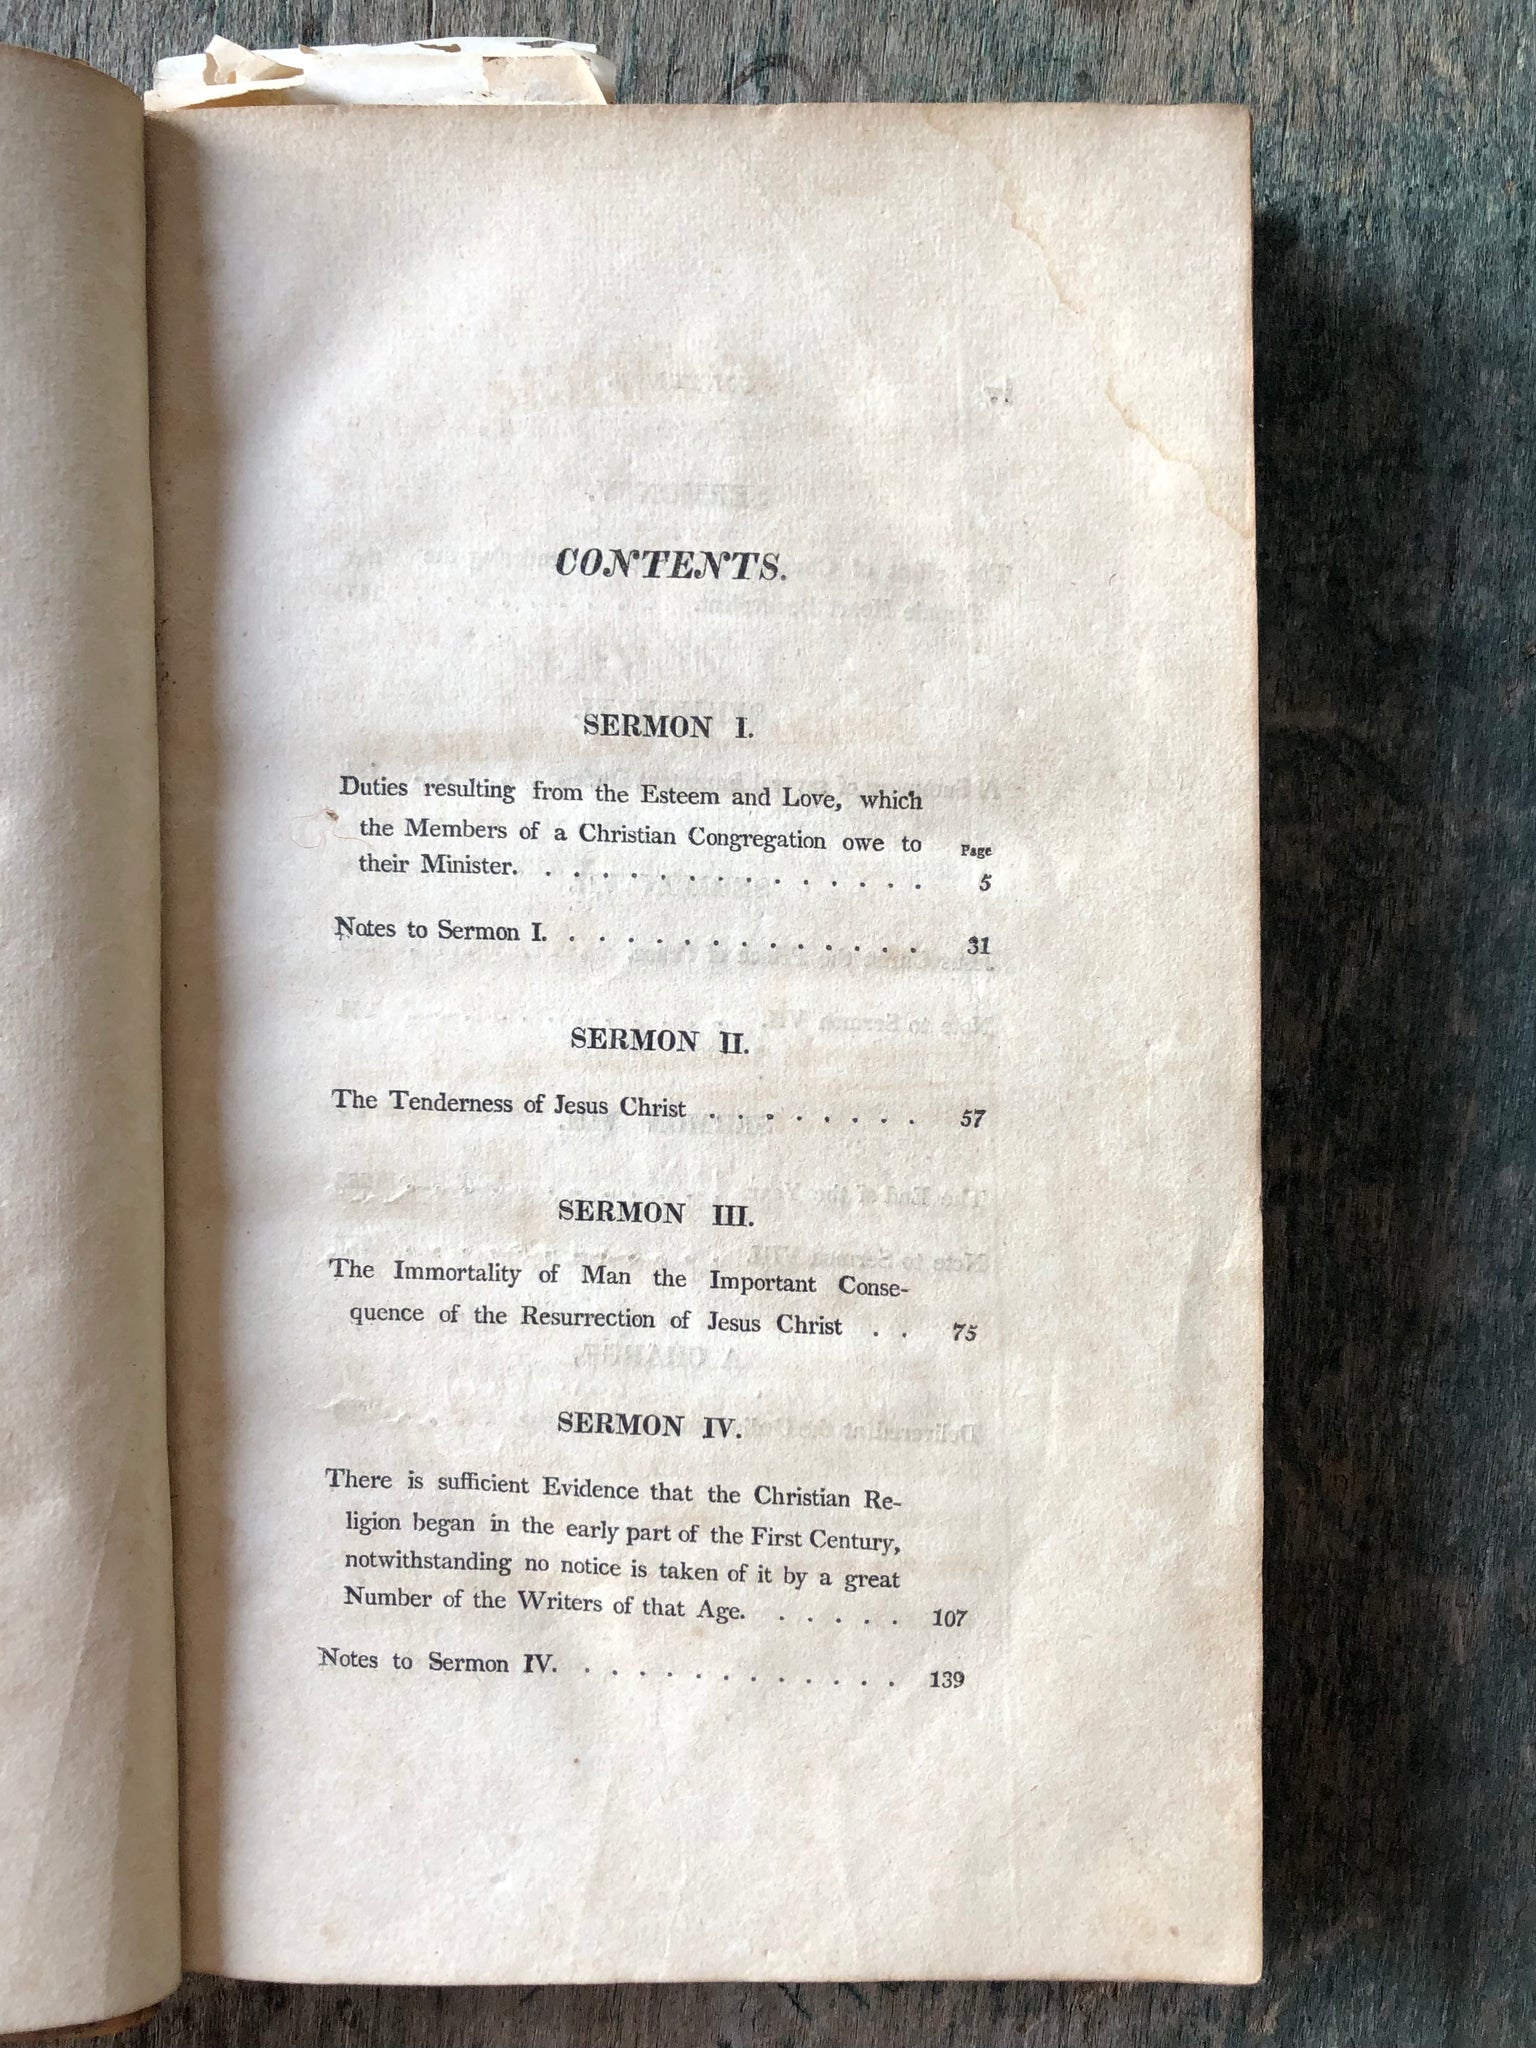 CONTENTS.
SERMON I.
Duties resulting from the Esteem and Love, which
the Members of a Christian Congregation owe to
Page
their Minister. . . . . . . . . . . . . . . 5
Notes to Sermon I. . . . . . . . . . . . . . 31
SERMON II.
The Tenderness of Jesus Christ . . . . . . . . 57
SERMON III.
The Immortality of Man the Important Conse-
quence of the Resurrection of Jesus Christ . . 75
SERMON IV.
There is sufficient Evidence that the Christian Re-
ligion began in the early part of the First Century,
notwithstanding no notice is taken of it by a great
Number of the Writers of that Age. . . . . . 107
Notes to Sermon IV. . . . . . . . . . . . . 139